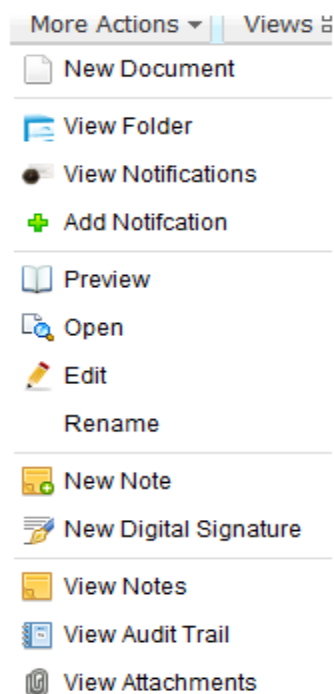 More Actions Views
New Document
View Folder
View Notifications
Add Notifcation
Preview
Open
Edit
Rename
New Note
New Digital Signature
View Notes
View Audit Trail
View Attachments